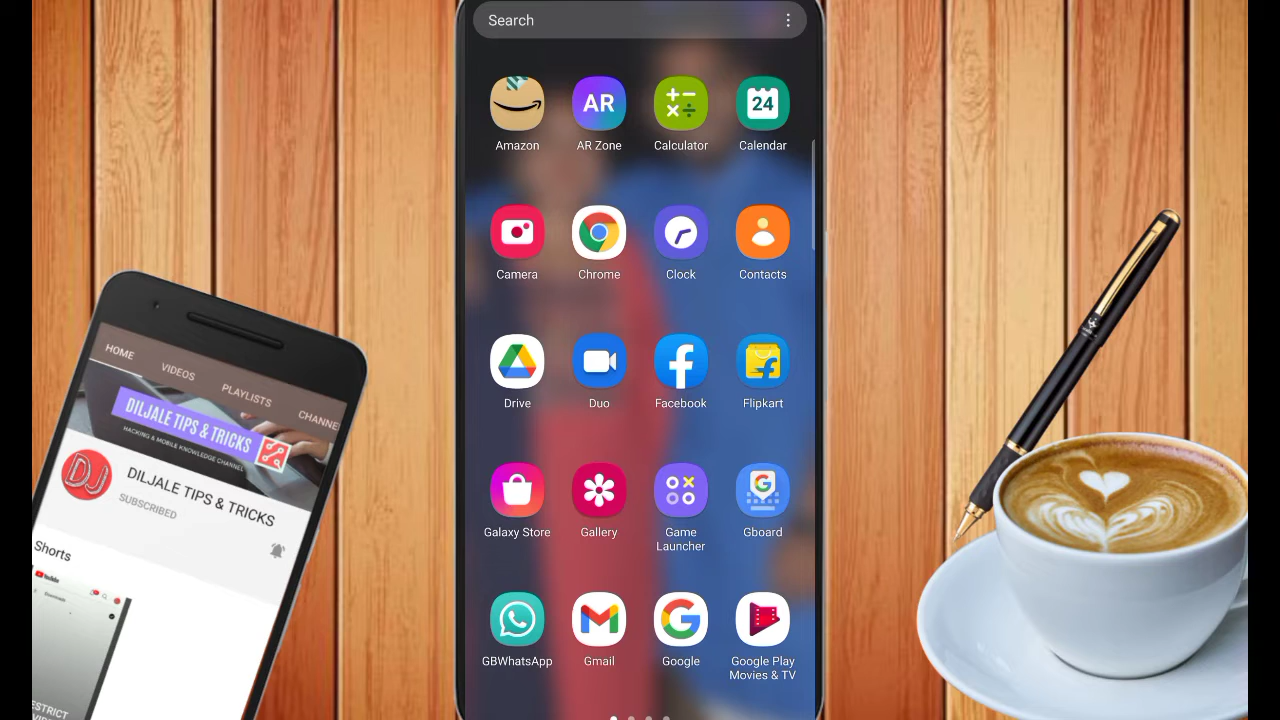 Search
AR
24
Amazon
AR Zone
Calculator
Calendar
Camera
Chrome
Clock
Contacts
Drive
Duo
Facebook
Flipkart
Galaxy Store
Gallery
Game
Launcher
Gboard
GBWhatsApp
Gmail
Google
Google Play
Movies & TV
HOME
VIDEOS
PLAYLISTS
CHANNE
DILJALE TIPS & TRICKS
HACKING & MOBILE KNOWLEDGE CHANNEL
DJ
DILJALE TIPS & TRICKS
SUBSCRIBED
Shorts